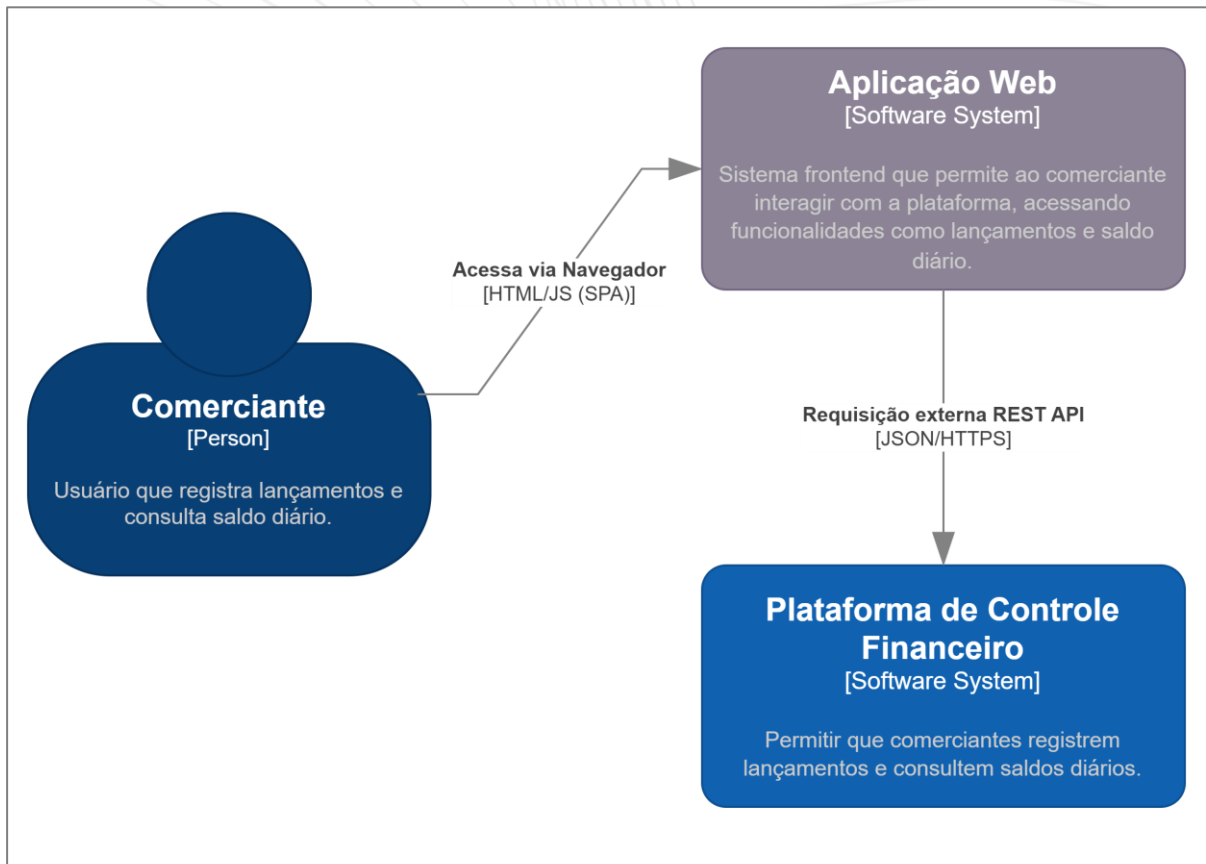 Aplicação Web
[Software System]
Sistema frontend que permite ao comerciante
interagir com a plataforma, acessando
funcionalidades como lançamentos e saldo
diário.
Acessa via Navegador
[HTML/JS (SPA)]
Comerciante
[Person]
Usuário que registra lançamentos e
consulta saldo diário.
Requisição externa REST API
[JSON/HTTPS]
Plataforma de Controle
Financeiro
[Software System]
Permitir que comerciantes registrem
lançamentos e consultem saldos diários.